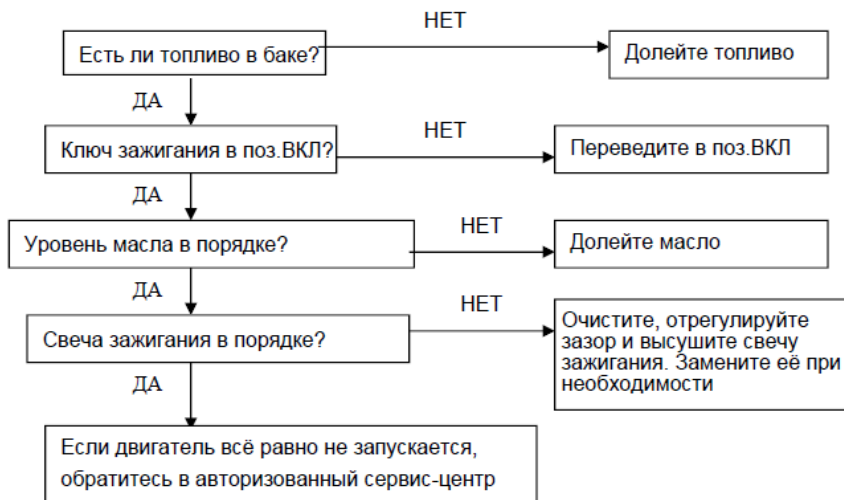 НЕТ
Есть ли топливо в баке?
Долейте топливо
ДА
НЕТ
Ключ зажигания в поз.ВКЛ?
Переведите в поз.ВКЛ
ДА
НЕТ
Уровень масла в порядке?
Долейте масло
ДА
НЕТ
Свеча зажигания в порядке?
Очистите, отрегулируйте
зазор и высушите свечу
зажигания. Замените её при
необходимости
ДА
Если двигатель всё равно не запускается,
обратитесь в авторизованный сервис-центр